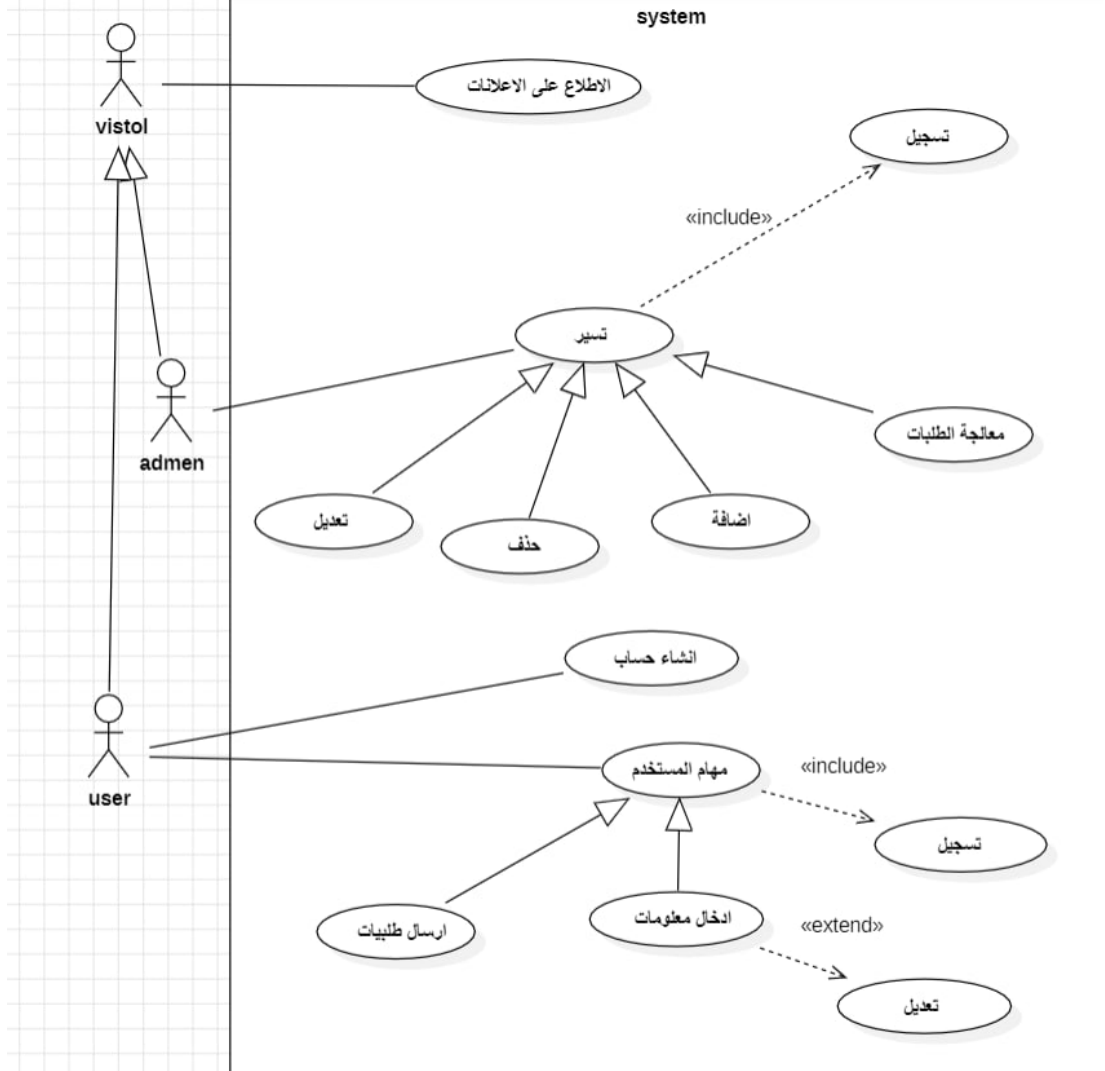 system
الاطلاع على الاعلانات
vistol
تسجيل
«include»
تسير
admen
معالجة الطلبات
تعديل
حذف
اضافة
انشاء حساب
user
مهام المستخدم
«include»
تسجيل
ارسال طلبيات
ادخال معلومات
«extend»
تعديل